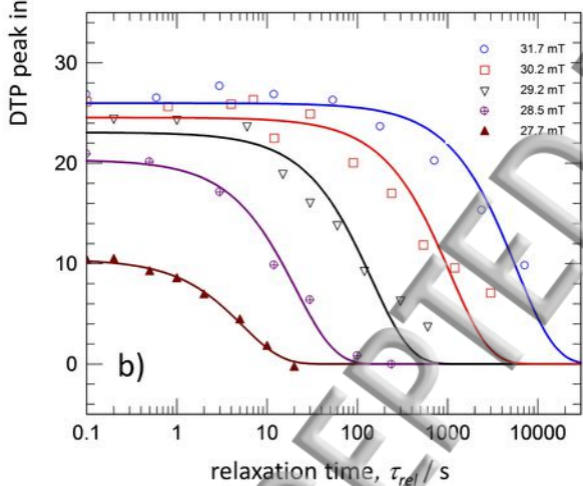 DTP peak in
30
20
10
0
31.7 mT
30.2 mT
29.2 mT
28.5 mT
27.7 mT
b)
0.1 1 10 100 1000 10000
relaxation time, τrel / s
EPTED